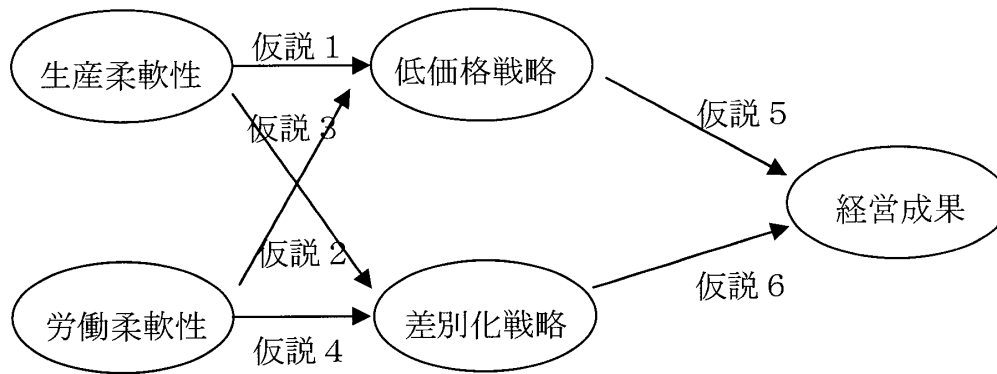 仮説１
生産柔軟性
低価格戦略
仮説３
仮説５
経営成果
仮説２
仮説６
労働柔軟性
差別化戦略
仮説４